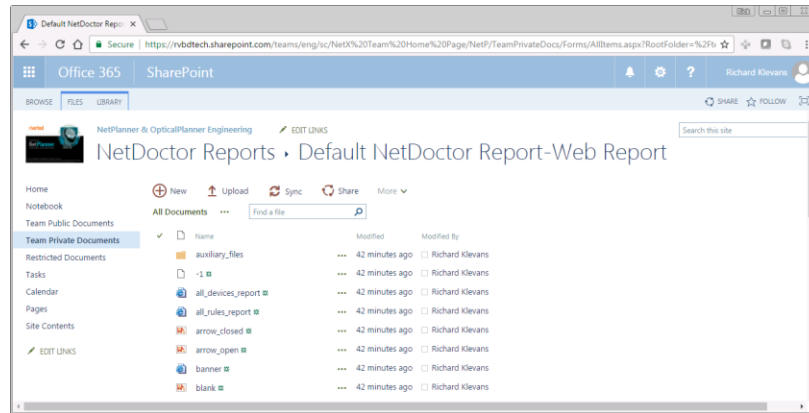 Default NetDoctor Repo
Secure
https://rvbdtech.sharepoint.com/teams/eng/sc/NetX%20Team%20Home%20Page/NetP/TeamPrivateDocs/Forms/AllItems.aspx?RootFolder=%2Ft
Office 365 SharePoint ? Richard Klevans
BROWSE FILES LIBRARY SHARE FOLLOW
NetPlanner & OpticalPlanner Engineering EDIT LINKS Search this site
NetDoctor Reports › Default NetDoctor Report-Web Report
Home
Notebook
Team Public Documents
Team Private Documents
Restricted Documents
Tasks
Calendar
Pages
Site Contents
EDIT LINKS
New Upload Sync Share More
All Documents ••• Find a file
Name Modified Modified By
auxiliary_files ••• 42 minutes ago Richard Klevans
-1 ••• 42 minutes ago Richard Klevans
all_devices_report ••• 42 minutes ago Richard Klevans
all_rules_report ••• 42 minutes ago Richard Klevans
arrow_closed ••• 42 minutes ago Richard Klevans
arrow_open ••• 42 minutes ago Richard Klevans
banner ••• 42 minutes ago Richard Klevans
blank ••• 42 minutes ago Richard Klevans